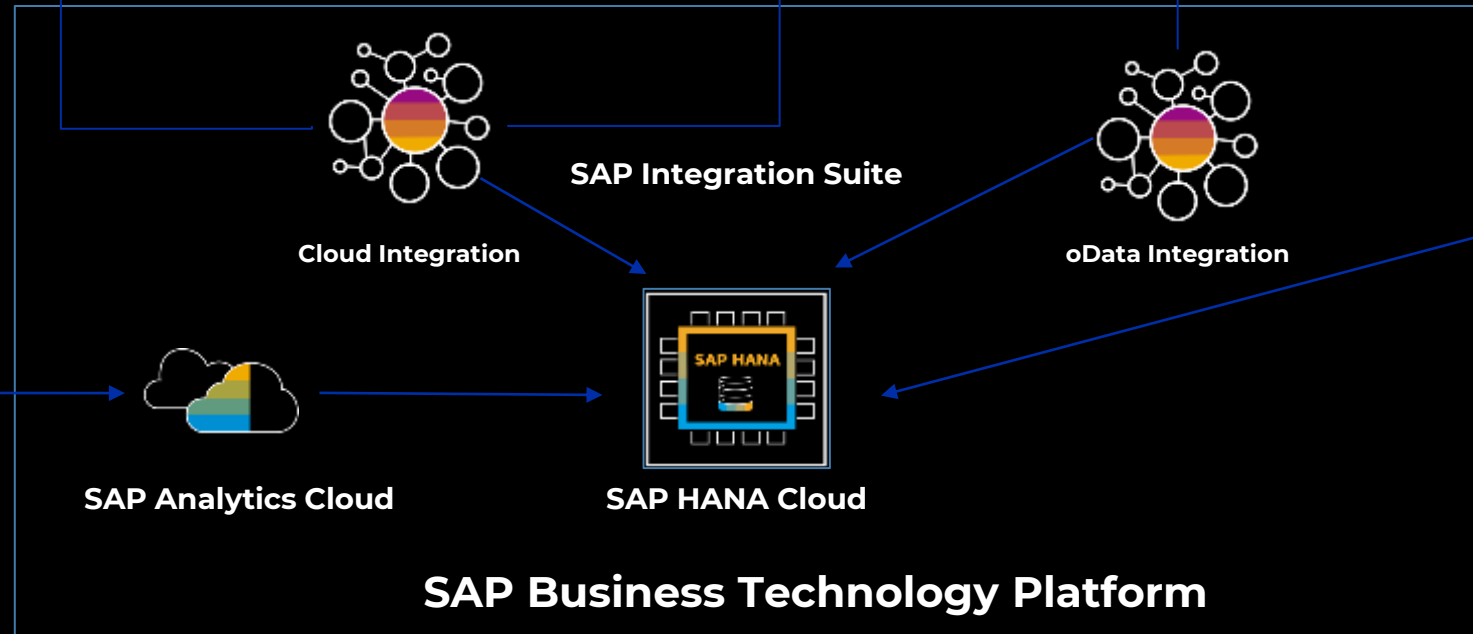 SAP Integration Suite
Cloud Integration
oData Integration
SAP HANA
SAP Analytics Cloud
SAP HANA Cloud
SAP Business Technology Platform